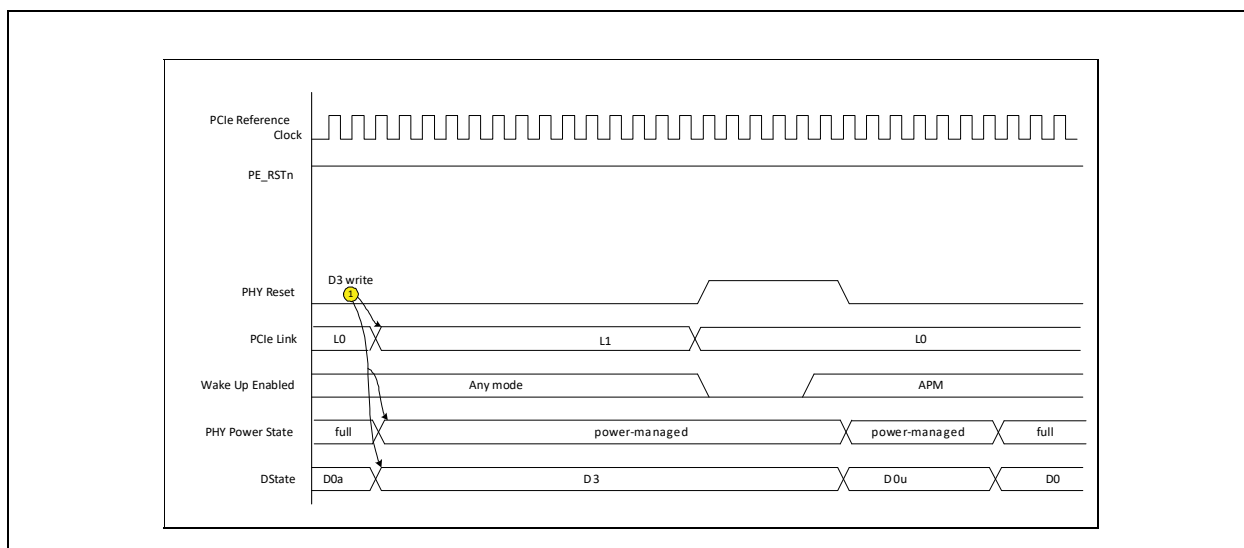 PCIe Reference
Clock
PE_RSTn
D3 write
1
PHY Reset
PCIe Link L0 L1 L0
Wake Up Enabled Any mode APM
PHY Power State full power-managed power-managed full
DState D0a D3 D0u D0